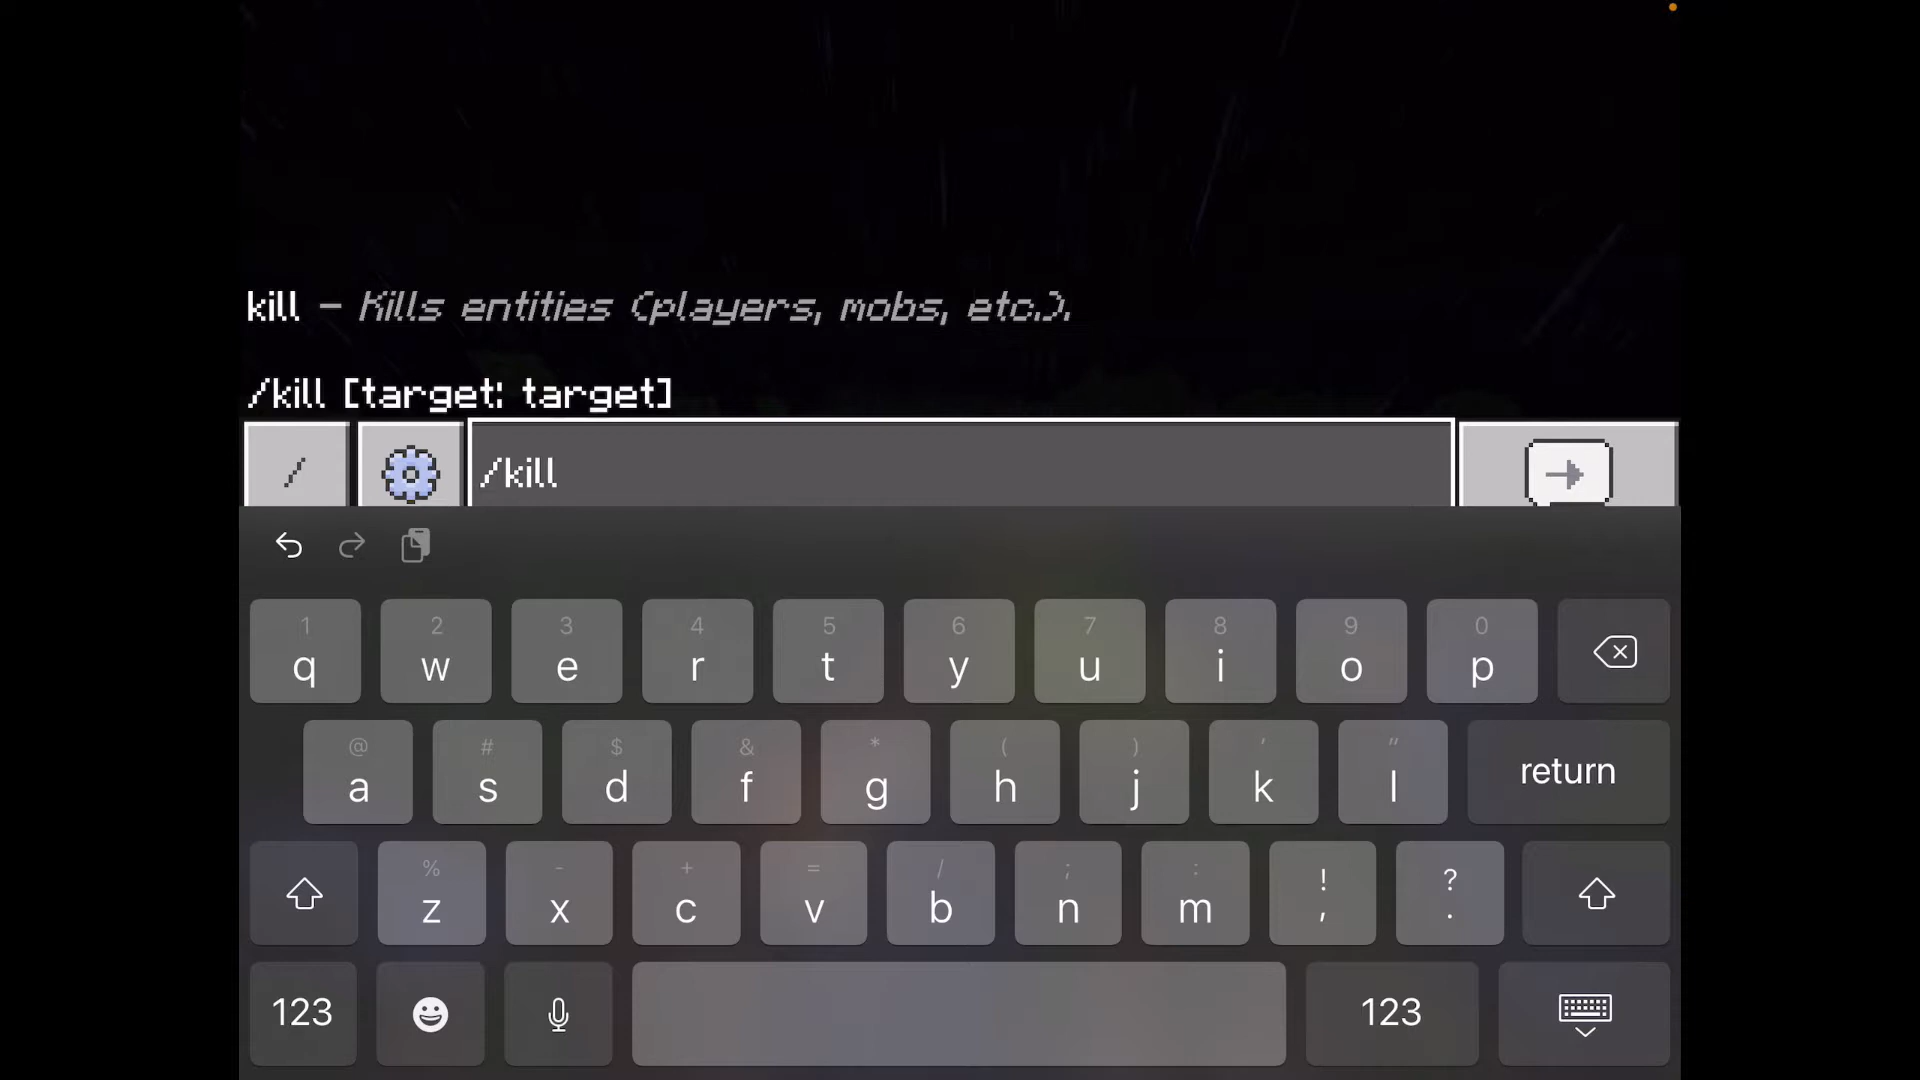 kill - Kills entities (players, mobs, etc.).
/kill [target: target]
/ /kill
1 2 3 4 5 6 7 8 9 0
q w e r t y u i o p
@ # $ & * ( ) ' "
a s d f g h j k l return
% - + = / ; : ! ?
z x c v b n m , .
123 123